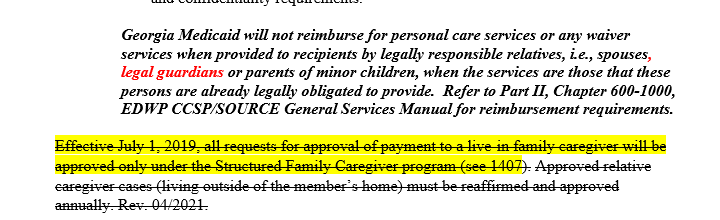 and confidentiality requirements.
Georgia Medicaid will not reimburse for personal care services or any waiver
services when provided to recipients by legally responsible relatives, i.e., spouses,
legal guardians or parents of minor children, when the services are those that these
persons are already legally obligated to provide.  Refer to Part II, Chapter 600-1000,
EDWP CCSP/SOURCE General Services Manual for reimbursement requirements.
Effective July 1, 2019, all requests for approval of payment to a live-in family caregiver will be
approved only under the Structured Family Caregiver program (see 1407). Approved relative
caregiver cases (living outside of the member's home) must be reaffirmed and approved
annually. Rev. 04/2021.